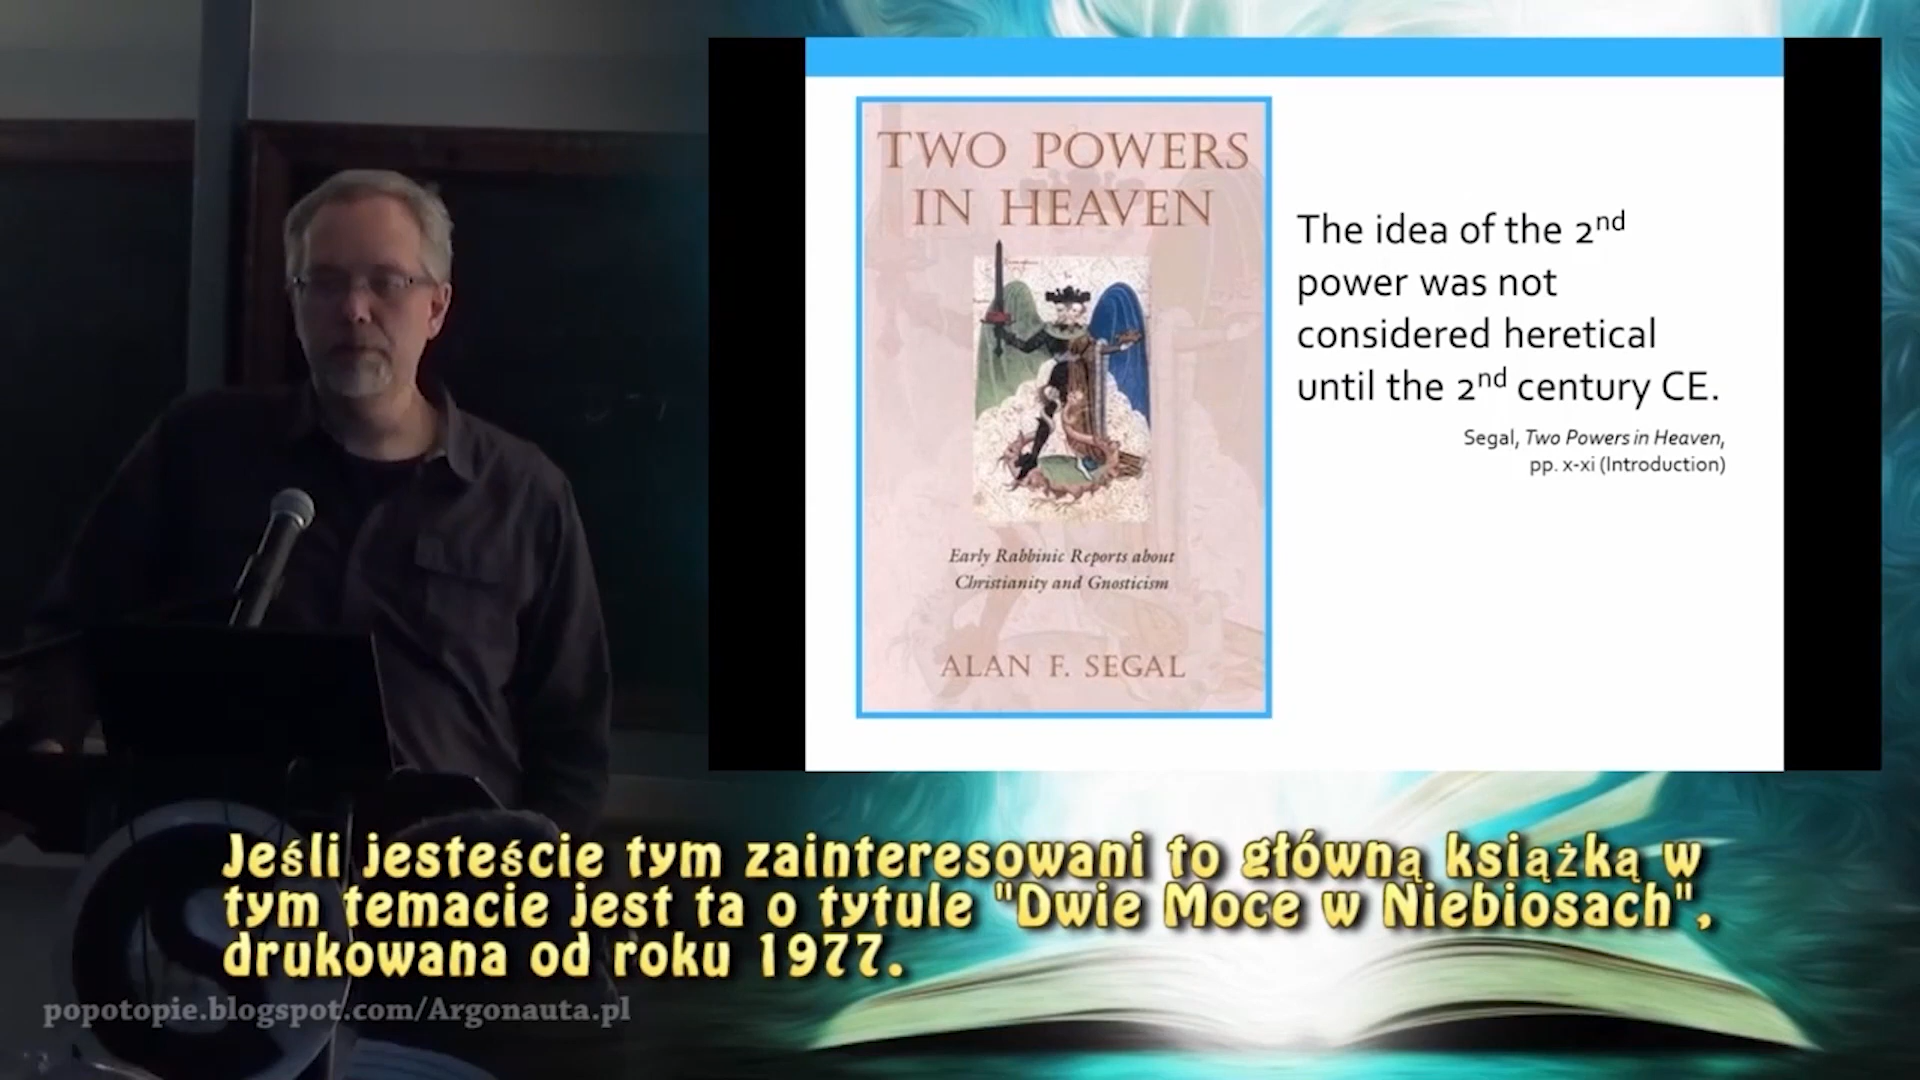 TWO POWERS
IN HEAVEN
Early Rabbinic Reports about
Christianity and Gnosticism
ALAN F. SEGAL
The idea of the 2nd
power was not
considered heretical
until the 2nd century CE.
Segal, Two Powers in Heaven,
pp. x-xi (Introduction)
Jeśli jesteście tym zainteresowani to główną książką w
tym temacie jest ta o tytule "Dwie Moce w Niebiosach",
drukowana od roku 1977.
popotopie.blogspot.com/Argonauta.pl